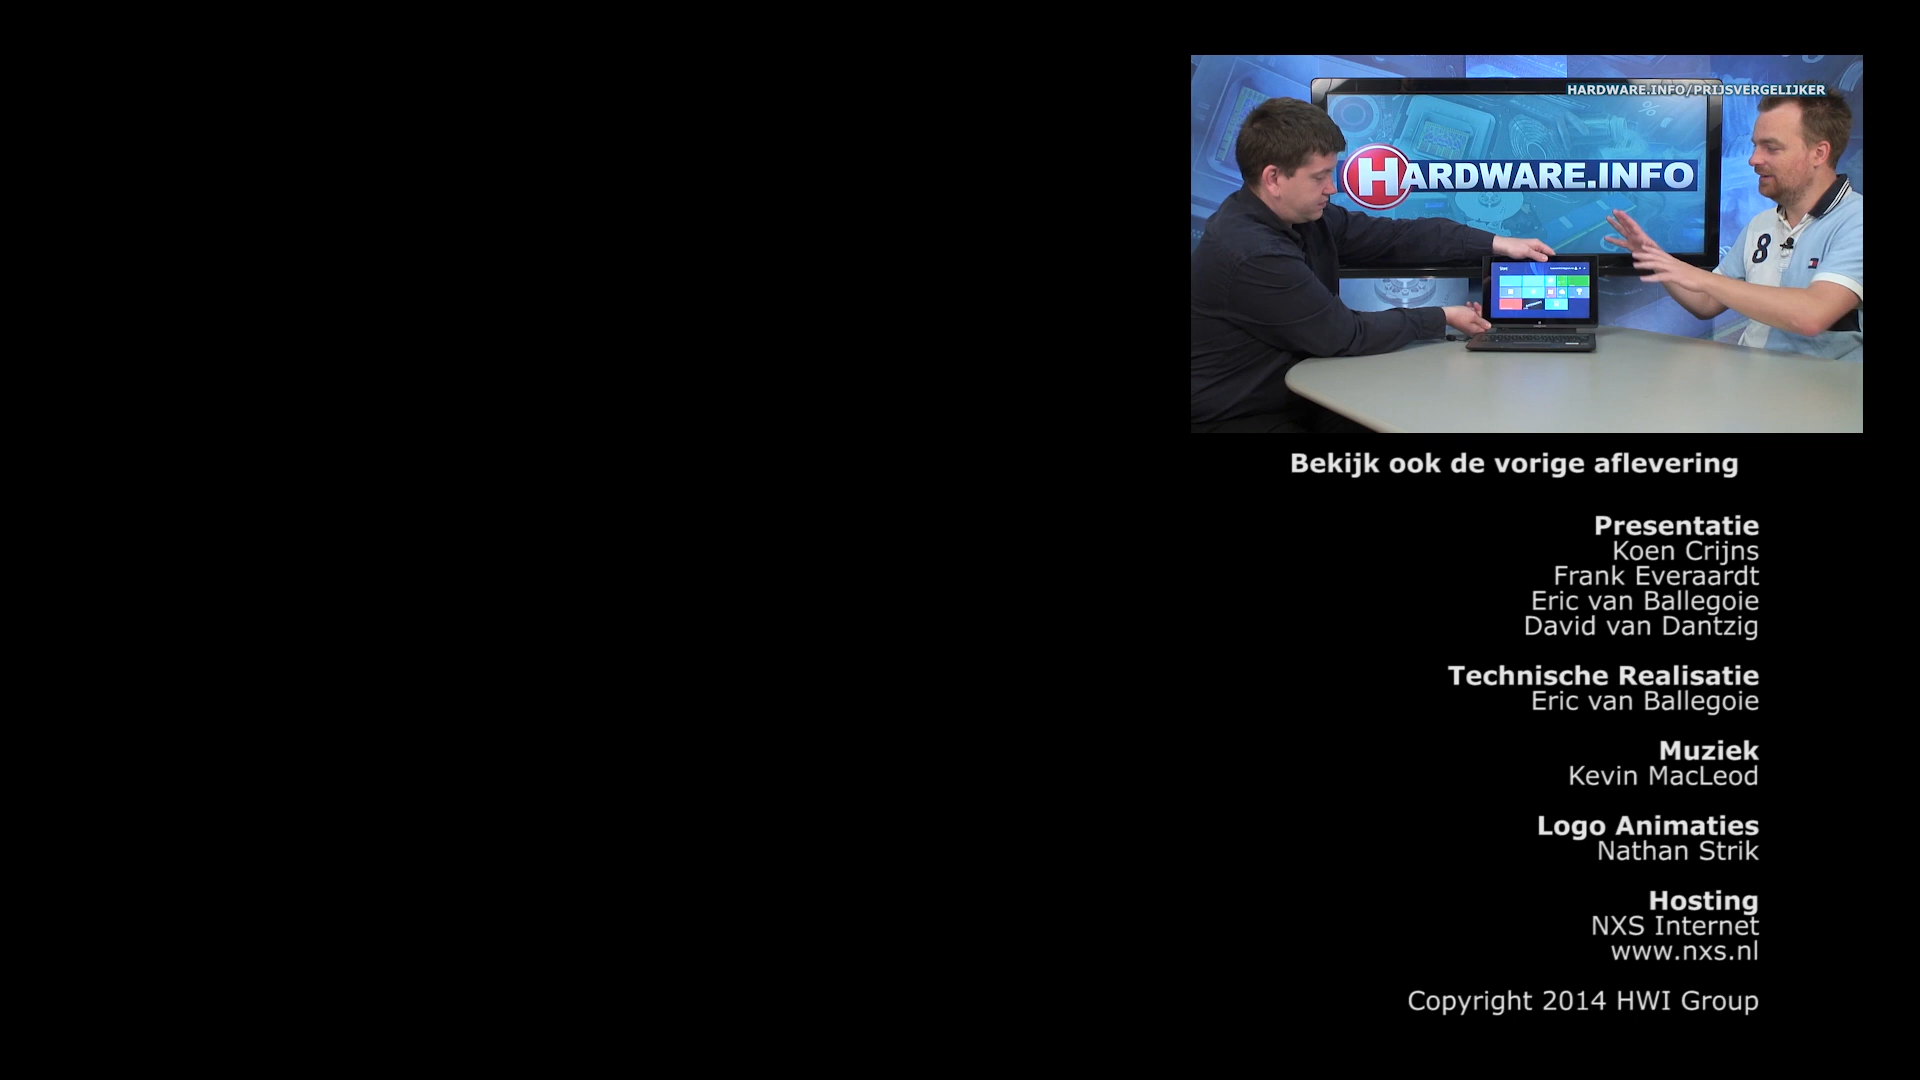 HARDWARE.INFO/PRIJSVERGELIJKER
HARDWARE.INFO
8
Bekijk ook de vorige aflevering
Presentatie
Koen Crijns
Frank Everaardt
Eric van Ballegoie
David van Dantzig
Technische Realisatie
Eric van Ballegoie
Muziek
Kevin MacLeod
Logo Animaties
Nathan Strik
Hosting
NXS Internet
www.nxs.nl
Copyright 2014 HWI Group